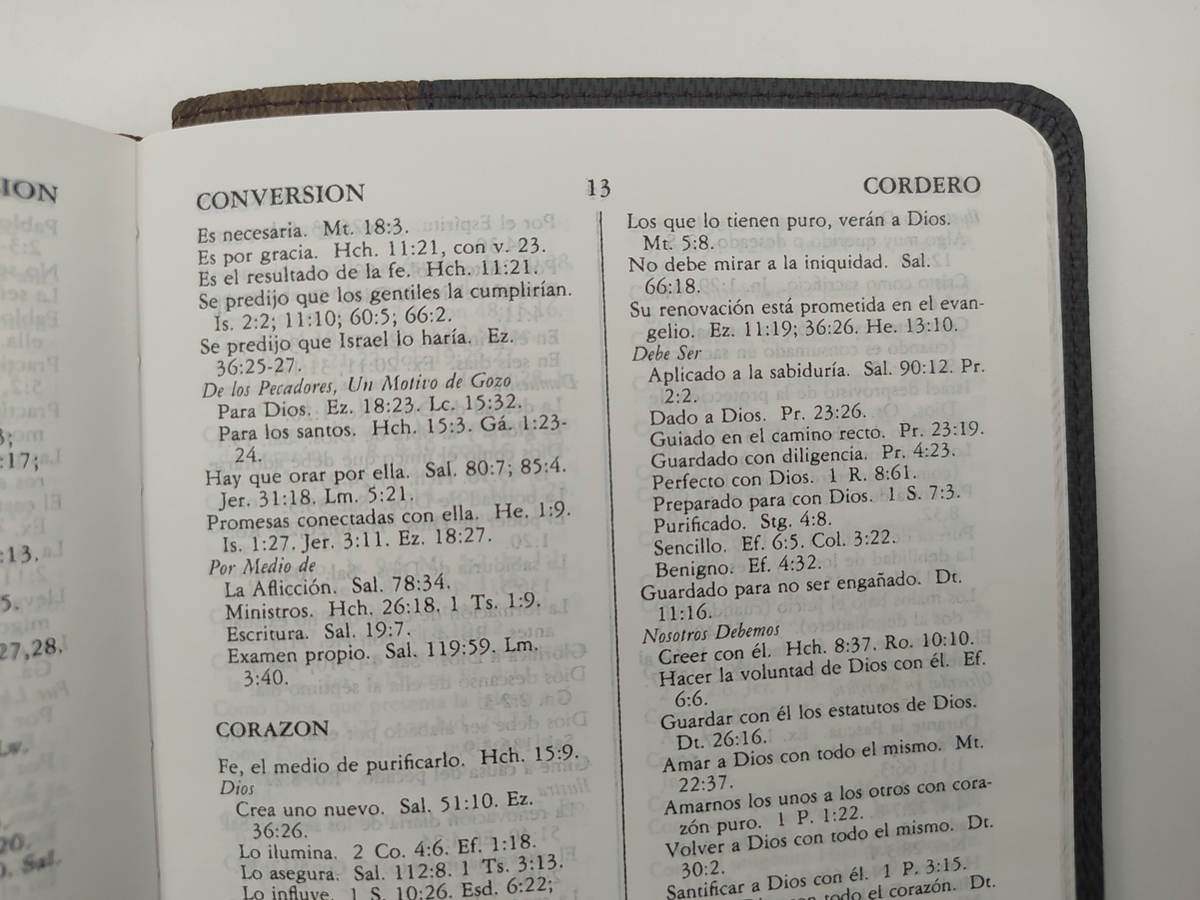 ION
3;
:17;
:13.
5.
27,28.
Lw.
20.
Sal.
CONVERSION
13
CORDERO
Es necesaria. Mt. 18:3.
Es por gracia. Hch. 11:21, con v. 23.
Es el resultado de la fe. Hch. 11:21.
Se predijo que los gentiles la cumplirían.
Is. 2:2; 11:10; 60:5; 66:2.
Se predijo que Israel lo haría. Ez.
36:25-27.
De los Pecadores, Un Motivo de Gozo
Para Dios. Ez. 18:23. Lc. 15:32.
Para los santos. Hch. 15:3. Gá. 1:23-
24.
Hay que orar por ella. Sal. 80:7; 85:4.
Jer. 31:18. Lm. 5:21.
Promesas conectadas con ella. He. 1:9.
Is. 1:27. Jer. 3:11. Ez. 18:27.
Por Medio de
La Aflicción. Sal. 78:34.
Ministros. Hch. 26:18. 1 Ts. 1:9.
Escritura. Sal. 19:7.
Examen propio. Sal. 119:59. Lm.
3:40.
CORAZON
Fe, el medio de purificarlo. Hch. 15:9.
Dios
Crea uno nuevo. Sal. 51:10. Ez.
36:26.
Lo ilumina. 2 Co. 4:6. Ef. 1:18.
Lo asegura. Sal. 112:8. 1 Ts. 3:13.
Lo influye. 1 S. 10:26. Esd. 6:22;
Los que lo tienen puro, verán a Dios.
Mt. 5:8.
No debe mirar a la iniquidad. Sal.
66:18.
Su renovación está prometida en el evan-
gelio. Ez. 11:19; 36:26. He. 13:10.
Debe Ser
Aplicado a la sabiduría. Sal. 90:12. Pr.
2:2.
Dado a Dios. Pr. 23:26.
Guiado en el camino recto. Pr. 23:19.
Guardado con diligencia. Pr. 4:23.
Perfecto con Dios. 1 R. 8:61.
Preparado para con Dios. 1 S. 7:3.
Purificado. Stg. 4:8.
Sencillo. Ef. 6:5. Col. 3:22.
Benigno. Ef. 4:32.
Guardado para no ser engañado. Dt.
11:16.
Nosotros Debemos
Creer con él. Hch. 8:37. Ro. 10:10.
Hacer la voluntad de Dios con él. Ef.
6:6.
Guardar con él los estatutos de Dios.
Dt. 26:16.
Amar a Dios con todo el mismo. Mt.
22:37.
Amarnos los unos a los otros con cora-
zón puro. 1 P. 1:22.
Volver a Dios con todo el mismo. Dt.
30:2.
Santificar a Dios con él. 1 P. 3:15.
con todo el corazón. Dt.